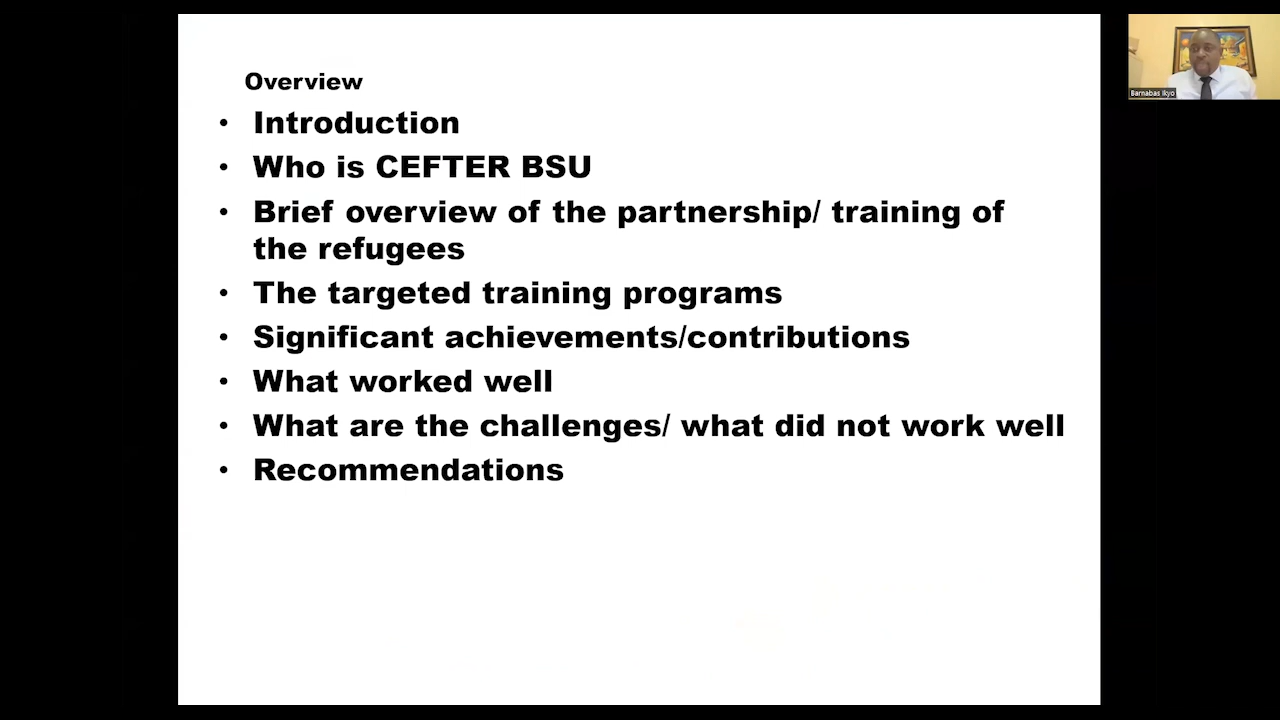 Overview
• Introduction
• Who is CEFTER BSU
• Brief overview of the partnership/ training of
the refugees
• The targeted training programs
• Significant achievements/contributions
• What worked well
• What are the challenges/ what did not work well
• Recommendations
Barnabas Ikyo